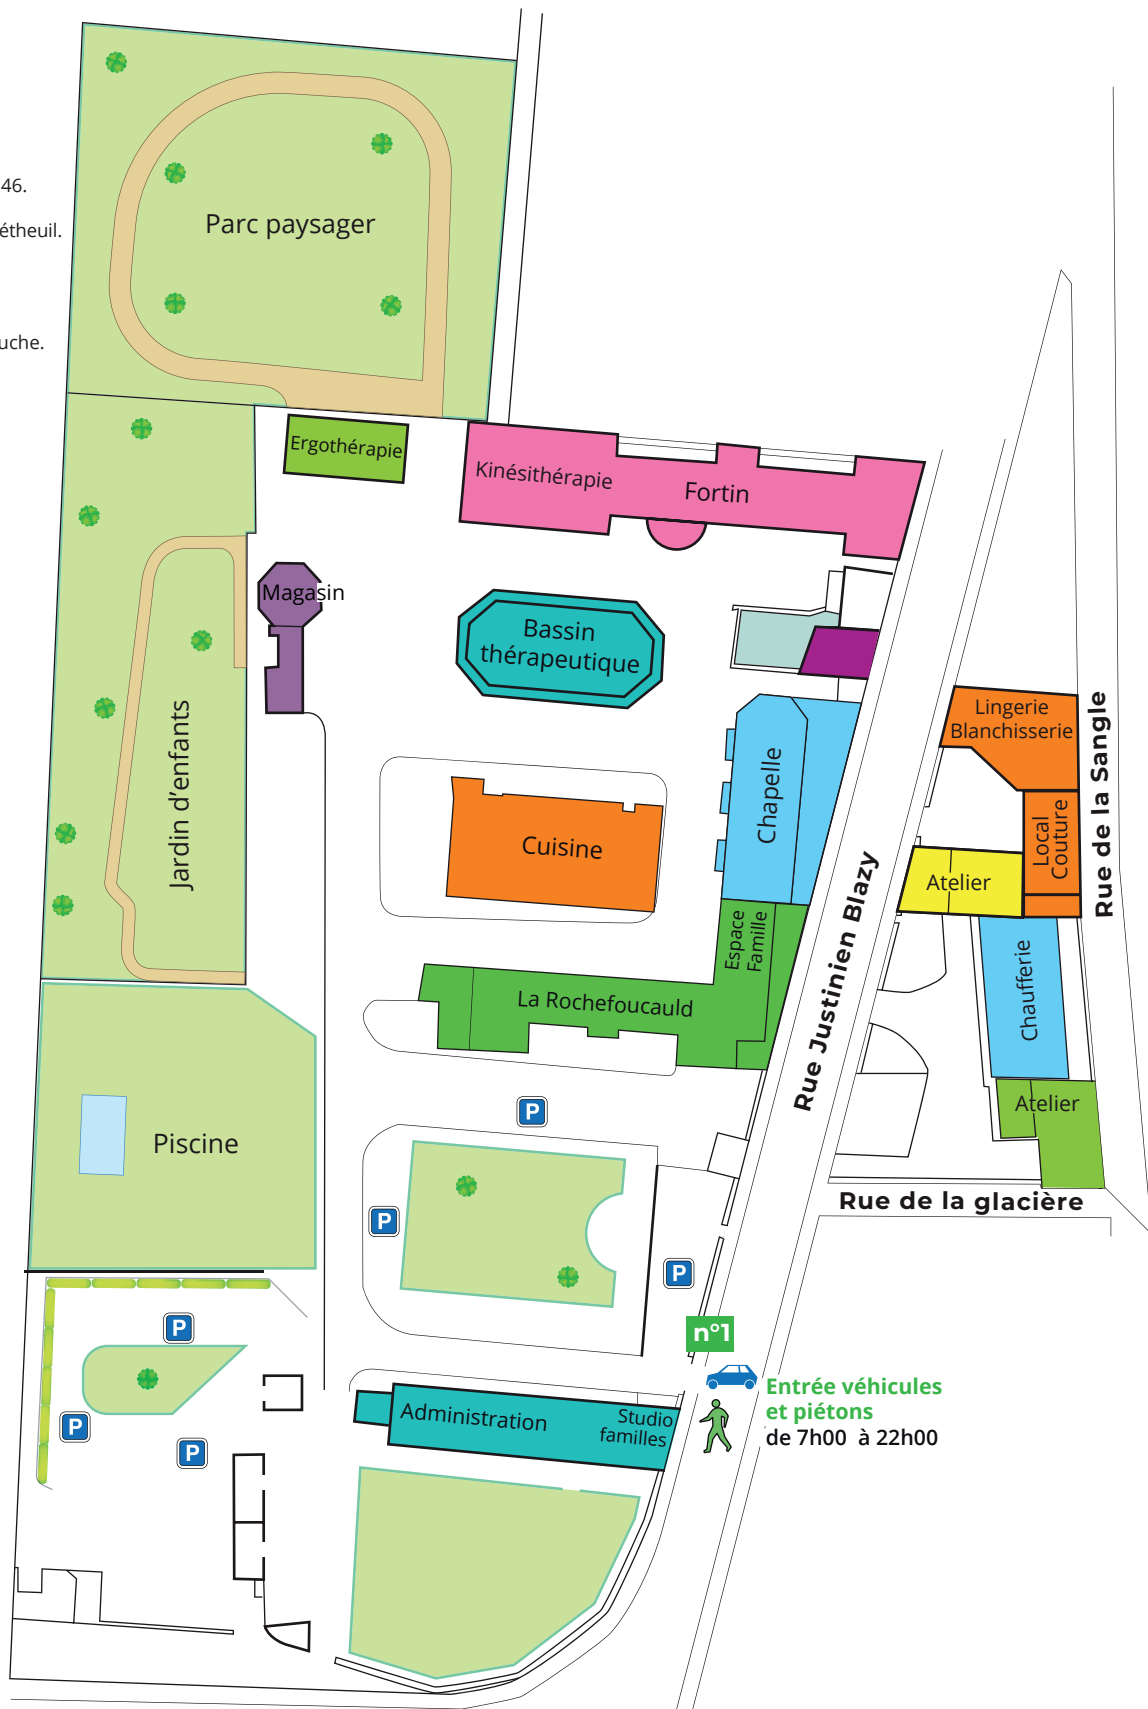 46.
étheuil.
uche.
Parc paysager
Ergothérapie
Kinésithérapie
Fortin
Magasin
Bassin
thérapeutique
Jardin d'enfants
Chapelle
Cuisine
Lingerie
Blanchisserie
Rue de la Sangle
Local
Couture
Atelier
Rue Justinien Blazy
Espace
Famille
La Rochefoucauld
Chaufferie
Atelier
P
Piscine
Rue de la glacière
P
P
P
n°1
Entrée véhicules
et piétons
de 7h00 à 22h00
Administration
Studio
familles
P
P